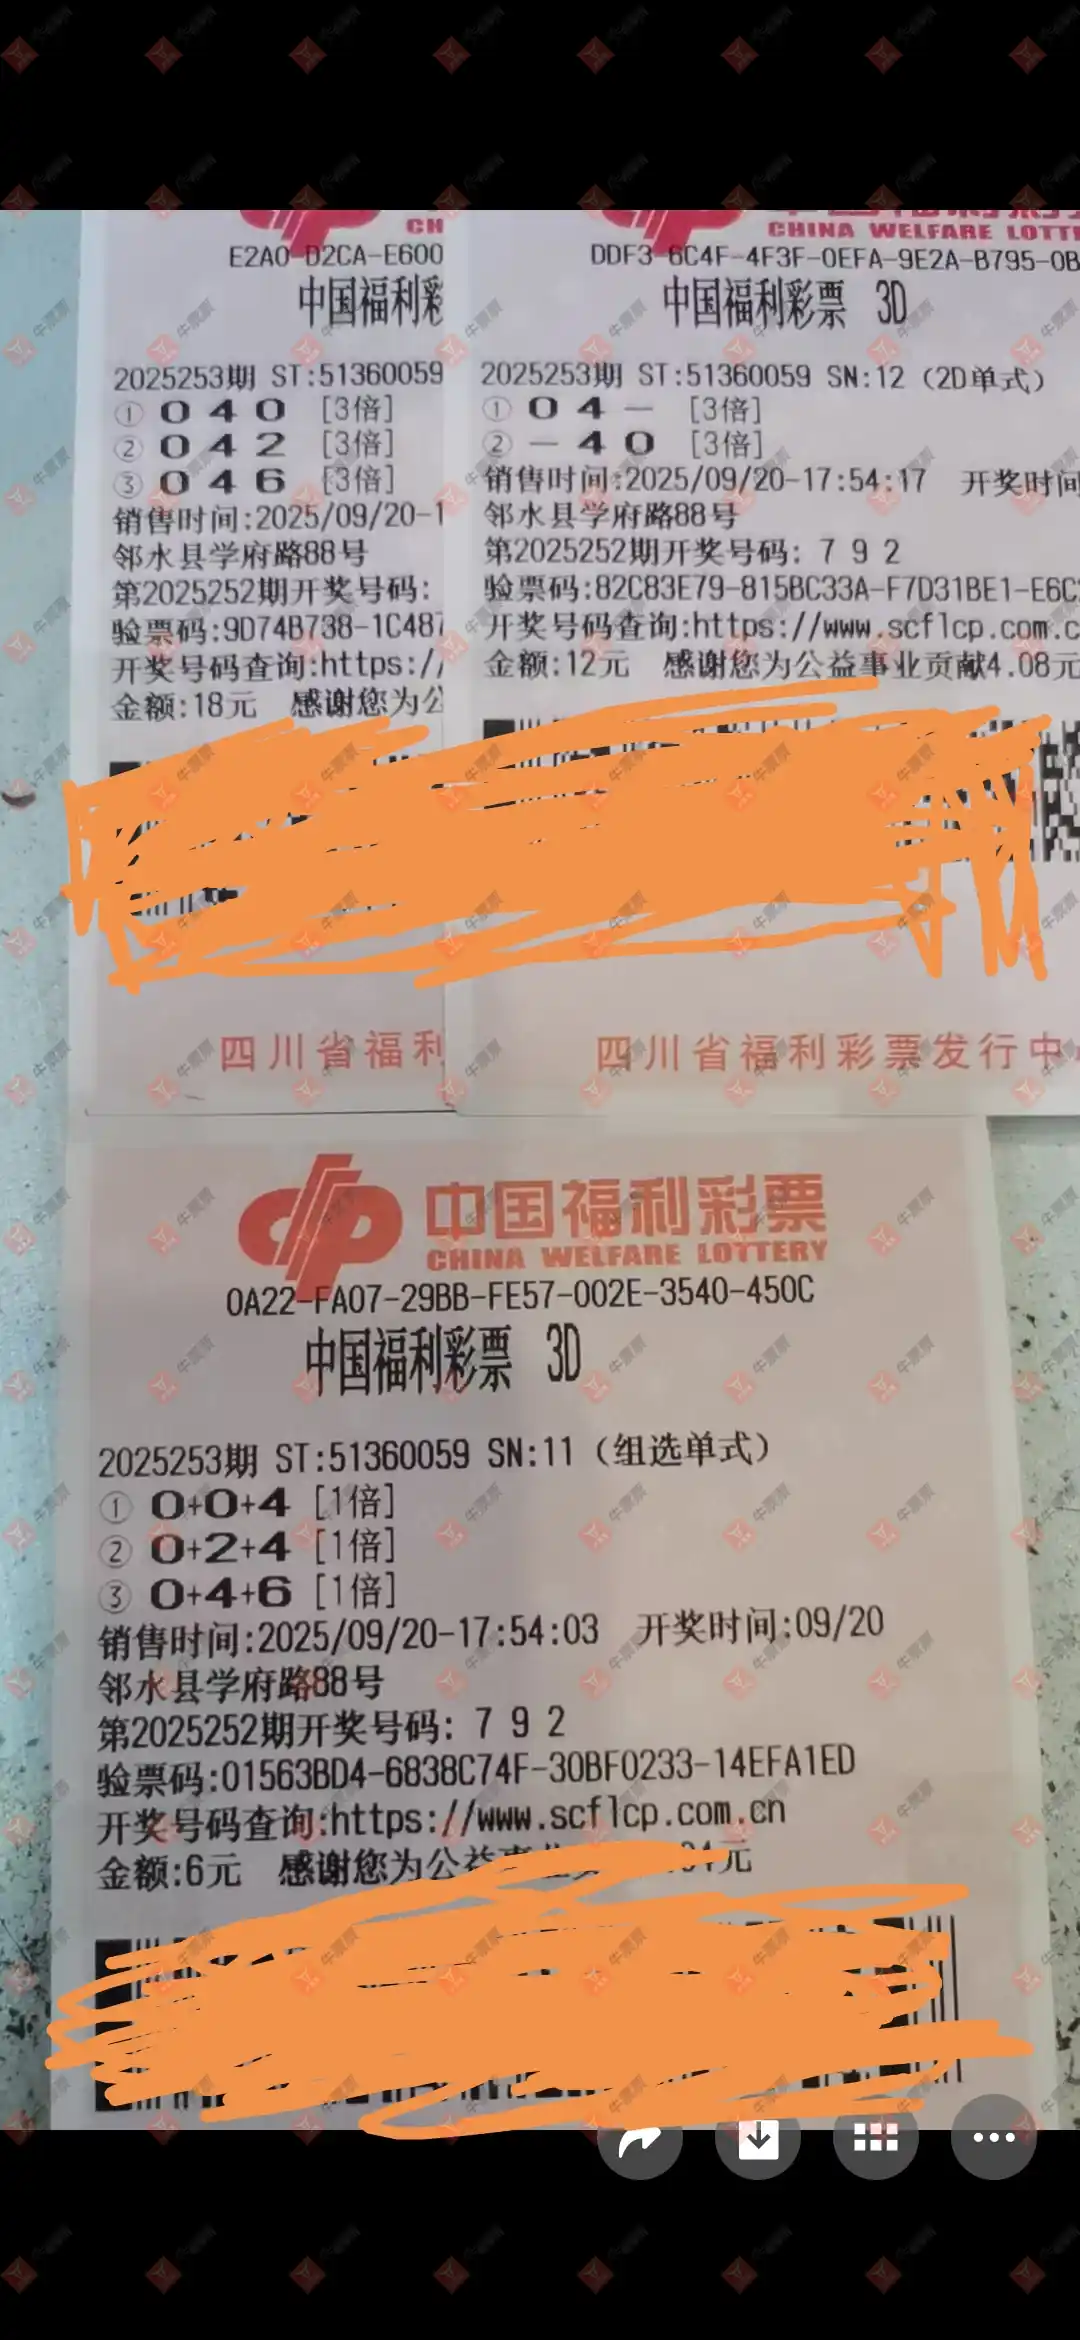 CH
E2A0-D2CA-E600
中国福利彩
2025253期 ST:51360059
① 0 4 0 [3倍]
② 0 4 2 [3倍]
③ 0 4 6 [3倍]
销售时间:2025/09/20-1
邻水县学府路88号
第2025252期开奖号码:
验票码:9D74B738-1C487
开奖号码查询:https://
金额:18元 感谢您为公
四川省福利
CHINA WELFARE LOTT
DDF3-6C4F-4F3F-0EFA-9E2A-B795-0B
中国福利彩票 3D
2025253期 ST:51360059 SN:12 (2D单式)
① 0 4 - [3倍]
② - 4 0 [3倍]
销售时间:2025/09/20-17:54:17 开奖时间
邻水县学府路88号
第2025252期开奖号码: 7 9 2
验票码:82C83E79-815BC33A-F7D31BE1-E6C
开奖号码查询:https://www.scflcp.com.c
金额:12元 感谢您为公益事业贡献4.08元
四川省福利彩票发行中
中国福利彩票
CHINA WELFARE LOTTERY
0A22-FA07-29BB-FE57-002E-3540-450C
中国福利彩票 3D
2025253期 ST:51360059 SN:11 (组选单式)
① 0+0+4 [1倍]
② 0+2+4 [1倍]
③ 0+4+6 [1倍]
销售时间:2025/09/20-17:54:03 开奖时间:09/20
邻水县学府路88号
第2025252期开奖号码: 7 9 2
验票码:01563BD4-6838C74F-30BF0233-14EFA1ED
开奖号码查询:https://www.scflcp.com.cn
金额:6元 感谢您为公益事业 元
牛票票